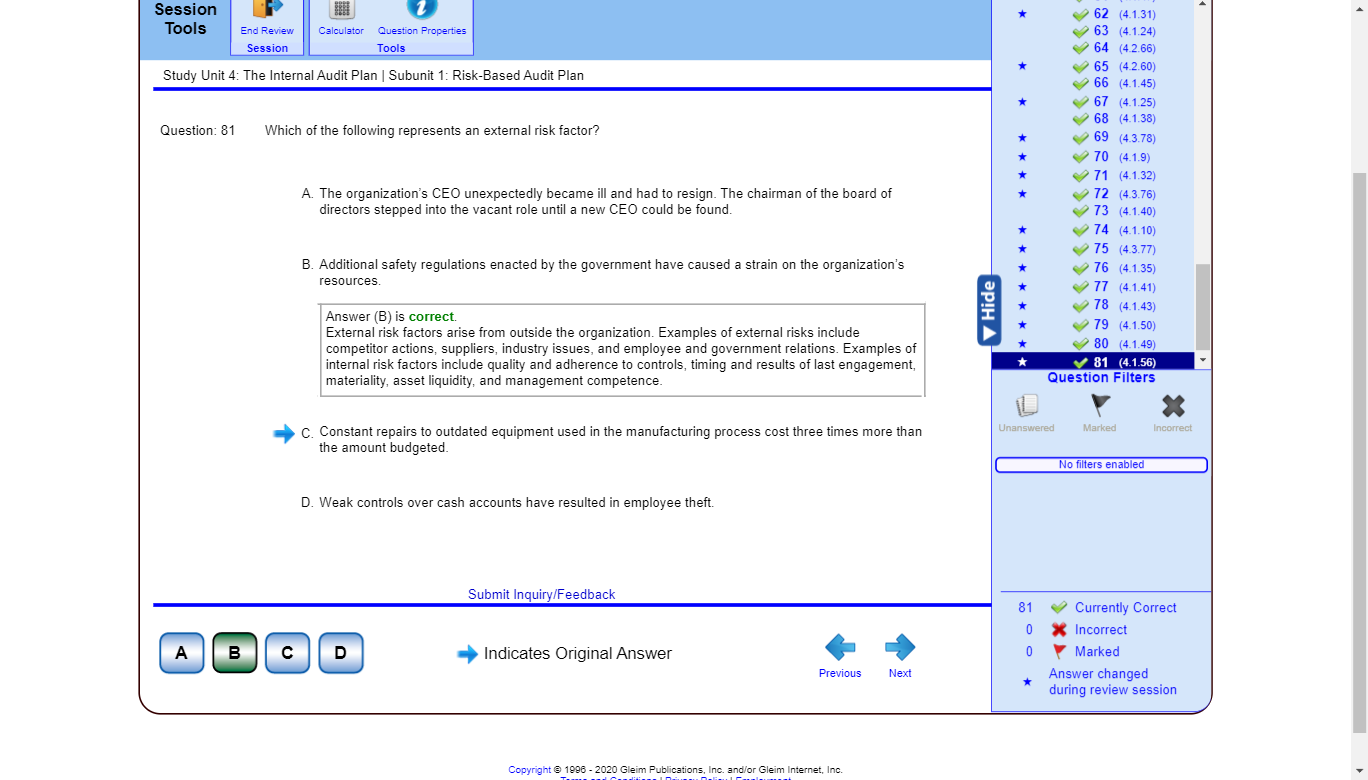 Session
Tools
End Review
Session
Calculator
Question Properties
Tools
Study Unit 4: The Internal Audit Plan | Subunit 1: Risk-Based Audit Plan
Question: 81
Which of the following represents an external risk factor?
A. The organization's CEO unexpectedly became ill and had to resign. The chairman of the board of
directors stepped into the vacant role until a new CEO could be found.
B. Additional safety regulations enacted by the government have caused a strain on the organization's
resources.
Answer (B) is correct.
External risk factors arise from outside the organization. Examples of external risks include
competitor actions, suppliers, industry issues, and employee and government relations. Examples of
internal risk factors include quality and adherence to controls, timing and results of last engagement,
materiality, asset liquidity, and management competence.
C. Constant repairs to outdated equipment used in the manufacturing process cost three times more than
the amount budgeted.
D. Weak controls over cash accounts have resulted in employee theft.
Submit Inquiry/Feedback
A
B
C
D
Indicates Original Answer
Previous
Next
Hide
62 (4.1.31)
63 (4.1.24)
64 (4.2.66)
65 (4.2.60)
66 (4.1.45)
67 (4.1.25)
68 (4.1.38)
69 (4.3.78)
70 (4.1.9)
71 (4.1.32)
72 (4.3.76)
73 (4.1.40)
74 (4.1.10)
75 (4.3.77)
76 (4.1.35)
77 (4.1.41)
78 (4.1.43)
79 (4.1.50)
80 (4.1.49)
81 (4.1.56)
Question Filters
Unanswered
Marked
Incorrect
No filters enabled
81 Currently Correct
0 Incorrect
0 Marked
Answer changed
during review session
Copyright © 1996 - 2020 Gleim Publications, Inc. and/or Gleim Internet, Inc.
Terms and Conditions | Privacy Policy | Employment